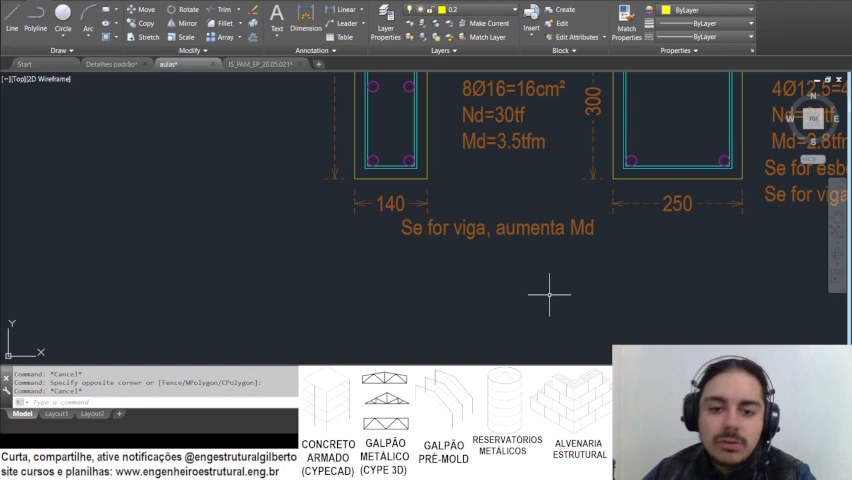 Line
Polyline
Circle
Arc
Move
Rotate
Trim
Copy
Mirror
Fillet
Stretch
Scale
Array
Draw
Modify
Text
Dimension
Linear
Leader
Table
Annotation
Layer
Properties
0.2
Make Current
Match Layer
Layers
Insert
Create
Edit
Edit Attributes
Block
Match
Properties
ByLayer
ByLayer
ByLayer
Properties
Start
Detalhes padrão*
aulas*
[−][Top][2D Wireframe]
N
W
E
S
8Ø16=16cm²
Nd=30tf
Md=3.5tfm
300
140
250
Se for viga, aumenta Md
Md=2.8tfm
Se for esb
Se for viga
Y
X
Command: *Cancel*
Command: Specify opposite corner or [Fence/WPolygon/CPolygon]:
Command: *Cancel*
Type a command
Model
Layout1
Layout2
+
CONCRETO
ARMADO
(CYPECAD)
GALPÃO
METÁLICO
(CYPE 3D)
GALPÃO
PRÉ-MOLD
RESERVATÓRIOS
METÁLICOS
ALVENARIA
ESTRUTURAL
Curta, compartilhe, ative notificações @engestruturalgilberto
site cursos e planilhas: www.engenheiroestrutural.eng.br